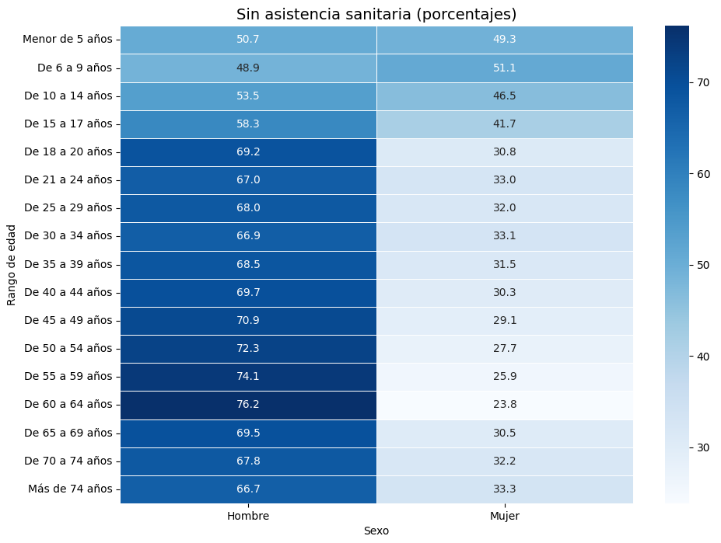 Sin asistencia sanitaria (porcentajes)
Menor de 5 años 50.7 49.3
De 6 a 9 años 48.9 51.1
De 10 a 14 años 53.5 46.5
De 15 a 17 años 58.3 41.7
De 18 a 20 años 69.2 30.8
De 21 a 24 años 67.0 33.0
De 25 a 29 años 68.0 32.0
De 30 a 34 años 66.9 33.1
De 35 a 39 años 68.5 31.5
De 40 a 44 años 69.7 30.3
De 45 a 49 años 70.9 29.1
De 50 a 54 años 72.3 27.7
De 55 a 59 años 74.1 25.9
De 60 a 64 años 76.2 23.8
De 65 a 69 años 69.5 30.5
De 70 a 74 años 67.8 32.2
Más de 74 años 66.7 33.3
Hombre Mujer
Sexo
Rango de edad
70
60
50
40
30